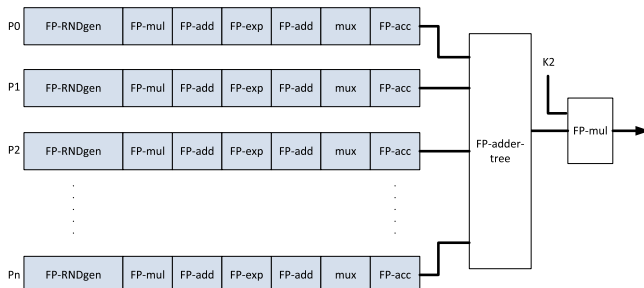 P0 FP-RNDgen FP-mul FP-add FP-exp FP-add mux FP-acc
K2
P1 FP-RNDgen FP-mul FP-add FP-exp FP-add mux FP-acc
FP-mul
P2 FP-RNDgen FP-mul FP-add FP-exp FP-add mux FP-acc
FP-adder-
tree
Pn FP-RNDgen FP-mul FP-add FP-exp FP-add mux FP-acc